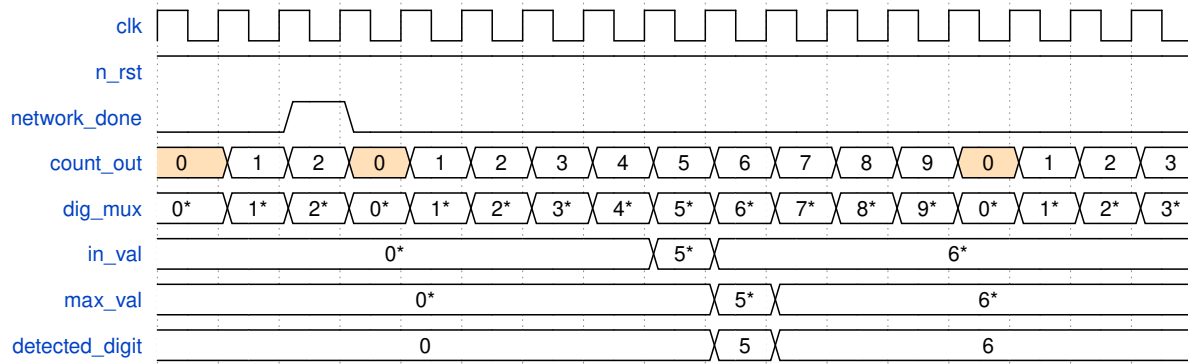 clk
n_rst
network_done
count_out 0 1 2 0 1 2 3 4 5 6 7 8 9 0 1 2 3
dig_mux 0* 1* 2* 0* 1* 2* 3* 4* 5* 6* 7* 8* 9* 0* 1* 2* 3*
in_val 0* 5* 6*
max_val 0* 5* 6*
detected_digit 0 5 6